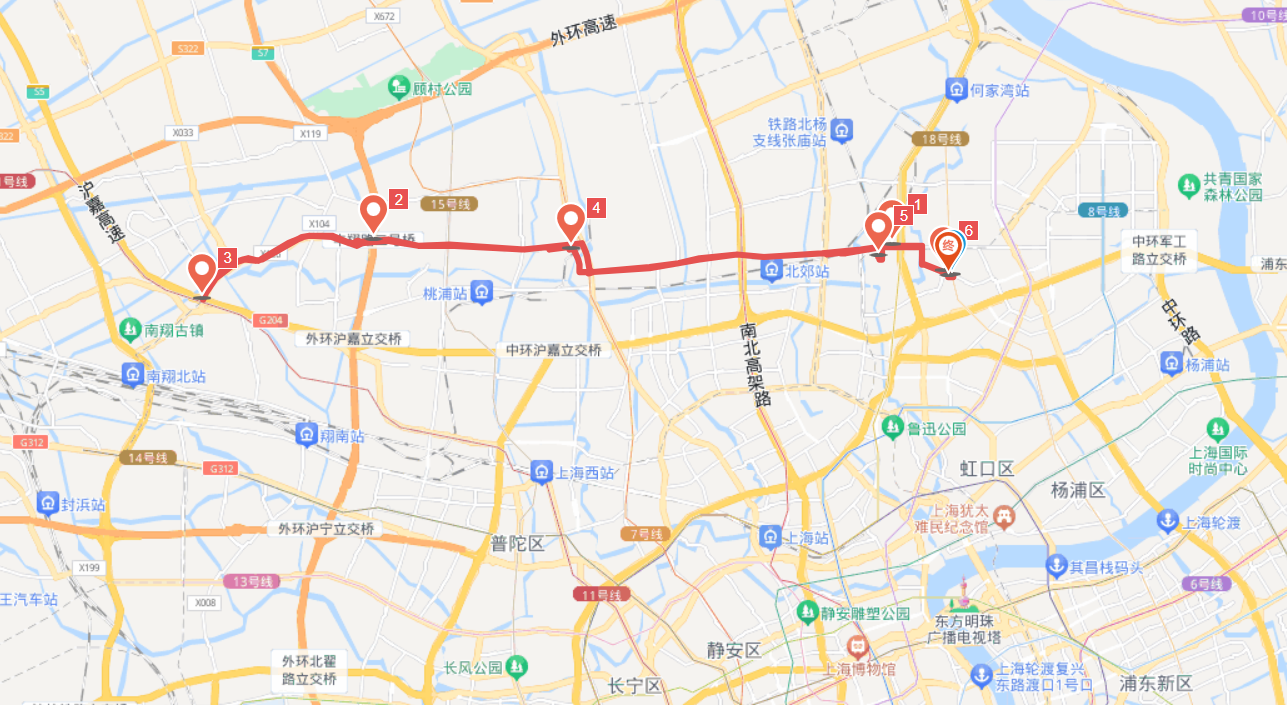 X672
外环高速
10号线
S322
S7
顾村公园
何家湾站
S5
铁路北杨
支线张庙站
X033
X119
322
18号线
号线
沪嘉高速
共青国家
森林公园
2
15号线
4
1
5
8号线
X104
6
终
中环军工
路立交桥
3
浦东
北郊站
桃浦站
G204
南翔古镇
外环沪嘉立交桥
中环沪嘉立交桥
南北高架路
中环路
南翔北站
杨浦站
鲁迅公园
翔南站
G312
14号线
G312
上海国际
时尚中心
虹口区
上海西站
杨浦区
封浜站
上海犹太
难民纪念馆
上海轮渡
外环沪宁立交桥
7号线
上海站
普陀区
X199
13号线
其昌栈码头
6号线
王汽车站
X008
11号线
静安雕塑公园
东方明珠
广播电视塔
静安区
外环北翟
路立交桥
长风公园
上海博物馆
上海轮渡复兴
东路渡口1号口
长宁区
浦东新区